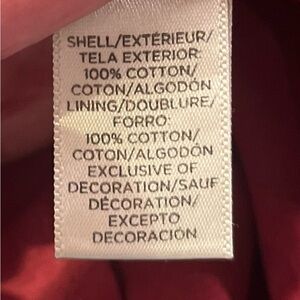 SHELL/EXTÉRIEUR/
TELA EXTERIOR:
100% COTTON/
COTON/ALGODÓN
LINING/DOUBLURE/
FORRO:
100% COTTON/
COTON/ALGODÓN
EXCLUSIVE OF
DECORATION/SAUF
DÉCORATION/
EXCEPTO
DECORACION